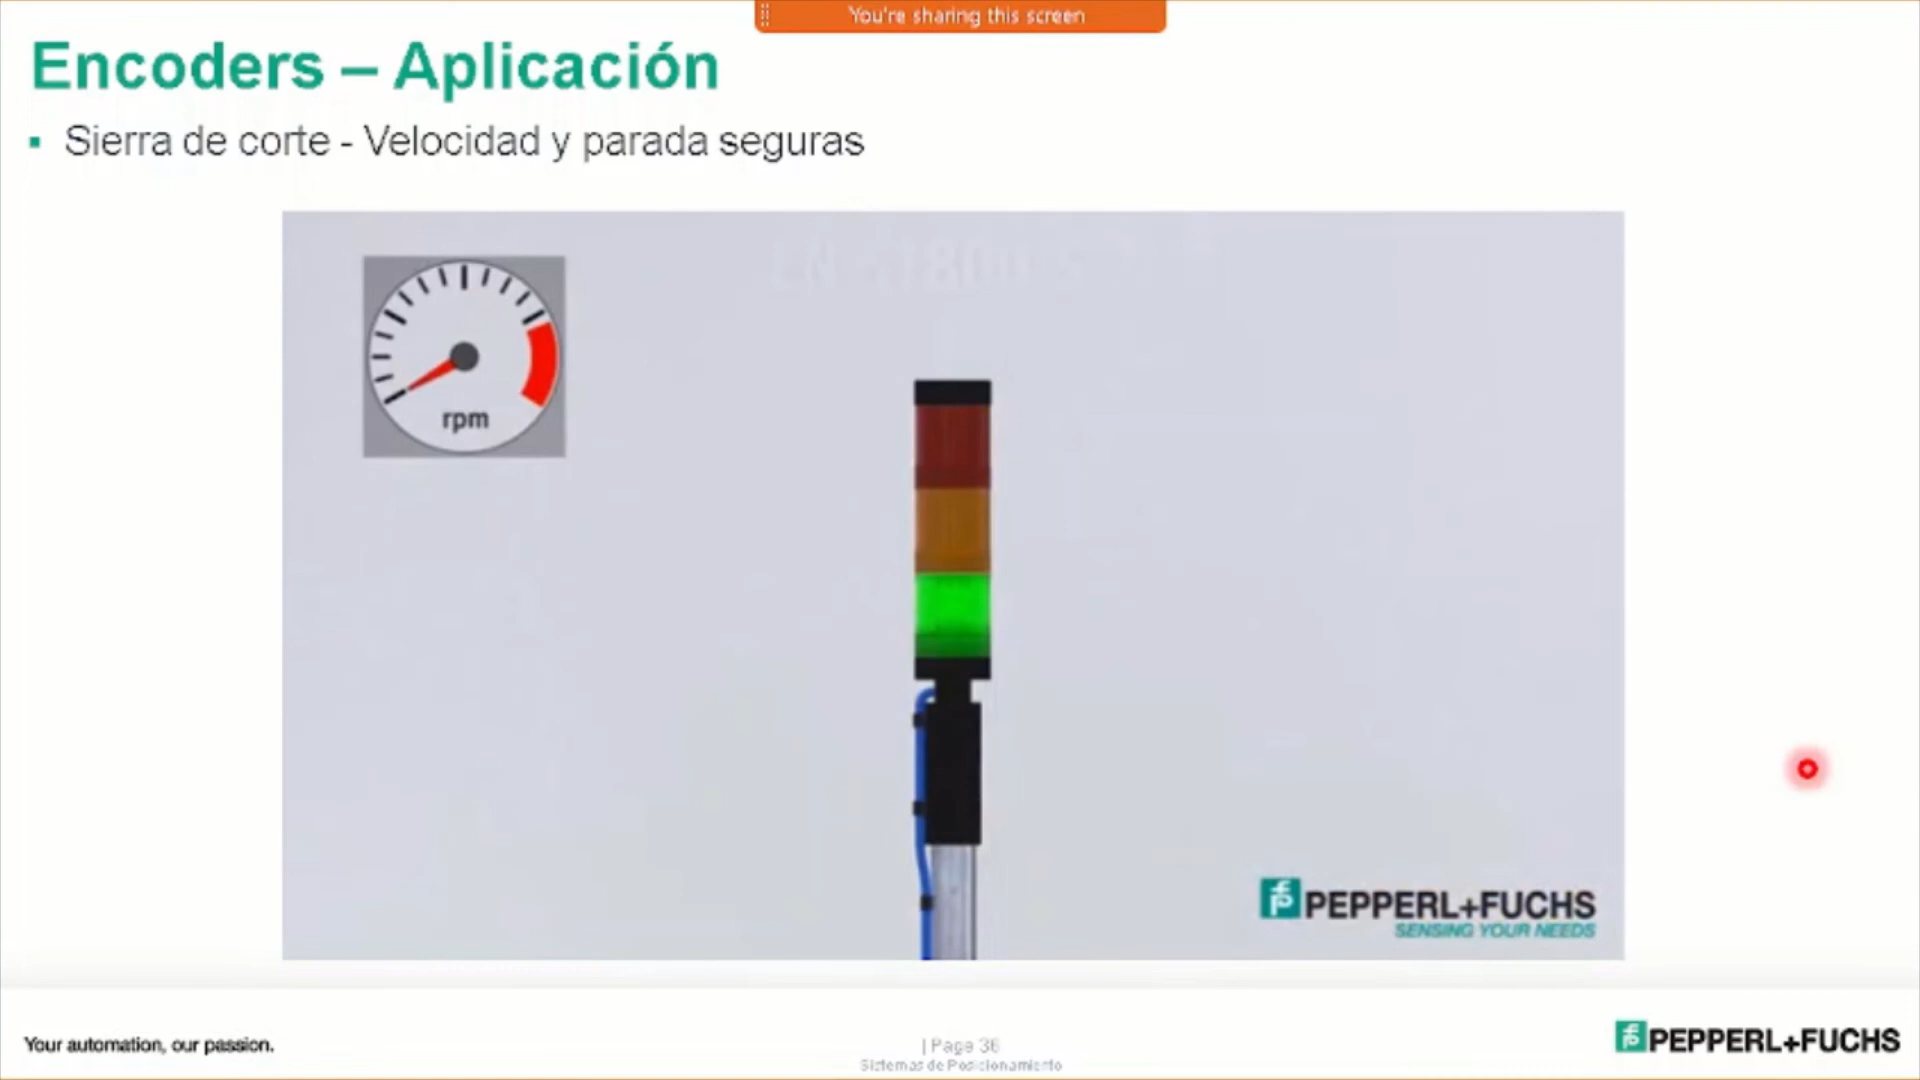 You're sharing this screen
Encoders – Aplicación
▪ Sierra de corte - Velocidad y parada seguras
rpm
PEPPERL+FUCHS
SENSING YOUR NEEDS
Your automation, our passion.
| Page 36
Sistemas de Posicionamiento
PEPPERL+FUCHS